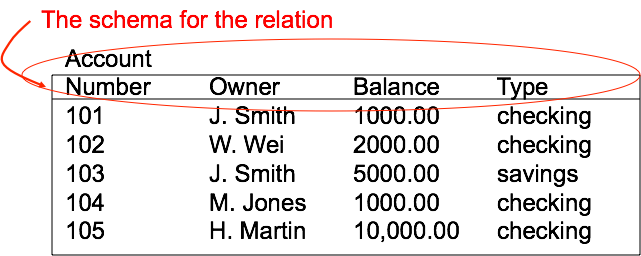 The schema for the relation
Account
Number Owner Balance Type
101 J. Smith 1000.00 checking
102 W. Wei 2000.00 checking
103 J. Smith 5000.00 savings
104 M. Jones 1000.00 checking
105 H. Martin 10,000.00 checking